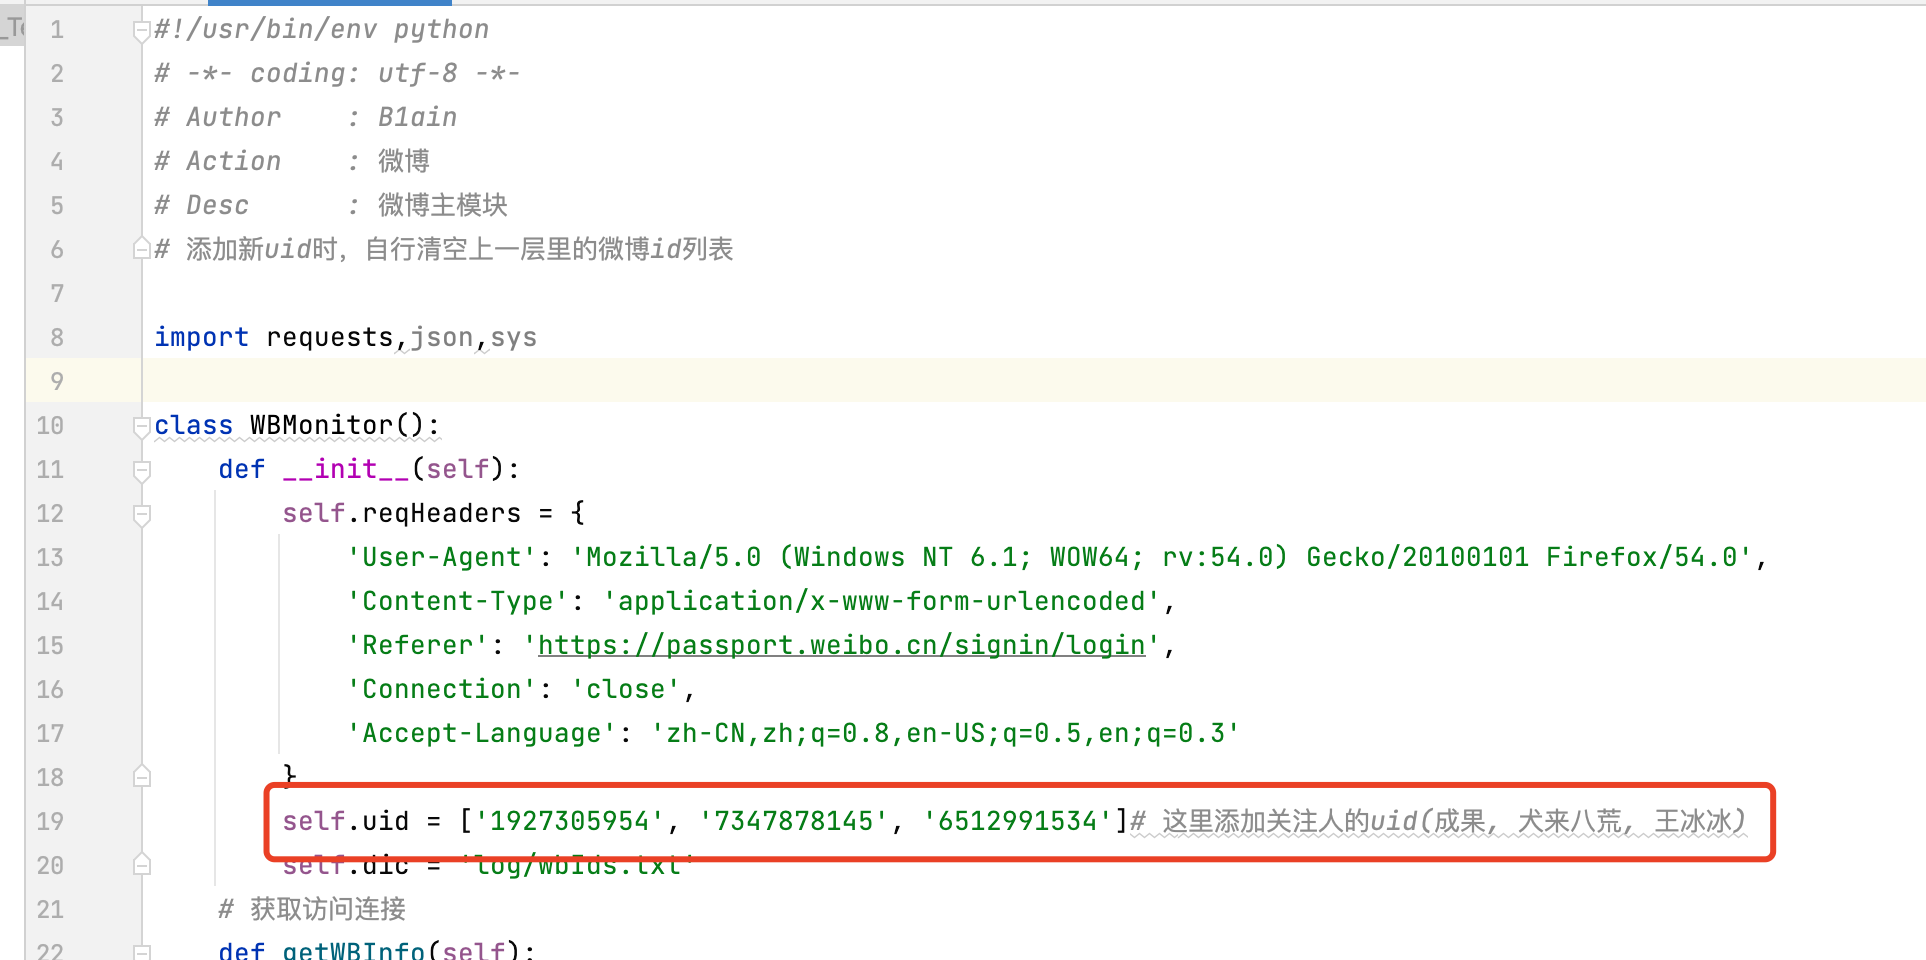 _Te
1 #!/usr/bin/env python
2 # -*- coding: utf-8 -*-
3 # Author    : B1ain
4 # Action    : 微博
5 # Desc      : 微博主模块
6 # 添加新uid时，自行清空上一层里的微博id列表
7
8 import requests,json,sys
9
10 class WBMonitor():
11     def __init__(self):
12         self.reqHeaders = {
13             'User-Agent': 'Mozilla/5.0 (Windows NT 6.1; WOW64; rv:54.0) Gecko/20100101 Firefox/54.0',
14             'Content-Type': 'application/x-www-form-urlencoded',
15             'Referer': 'https://passport.weibo.cn/signin/login',
16             'Connection': 'close',
17             'Accept-Language': 'zh-CN,zh;q=0.8,en-US;q=0.5,en;q=0.3'
18         }
19         self.uid = ['1927305954', '7347878145', '6512991534']# 这里添加关注人的uid(成果, 犬来八荒, 王冰冰)
20         self.dic = 'log/wbIds.txt'
21     # 获取访问连接
22     def getWBInfo(self):